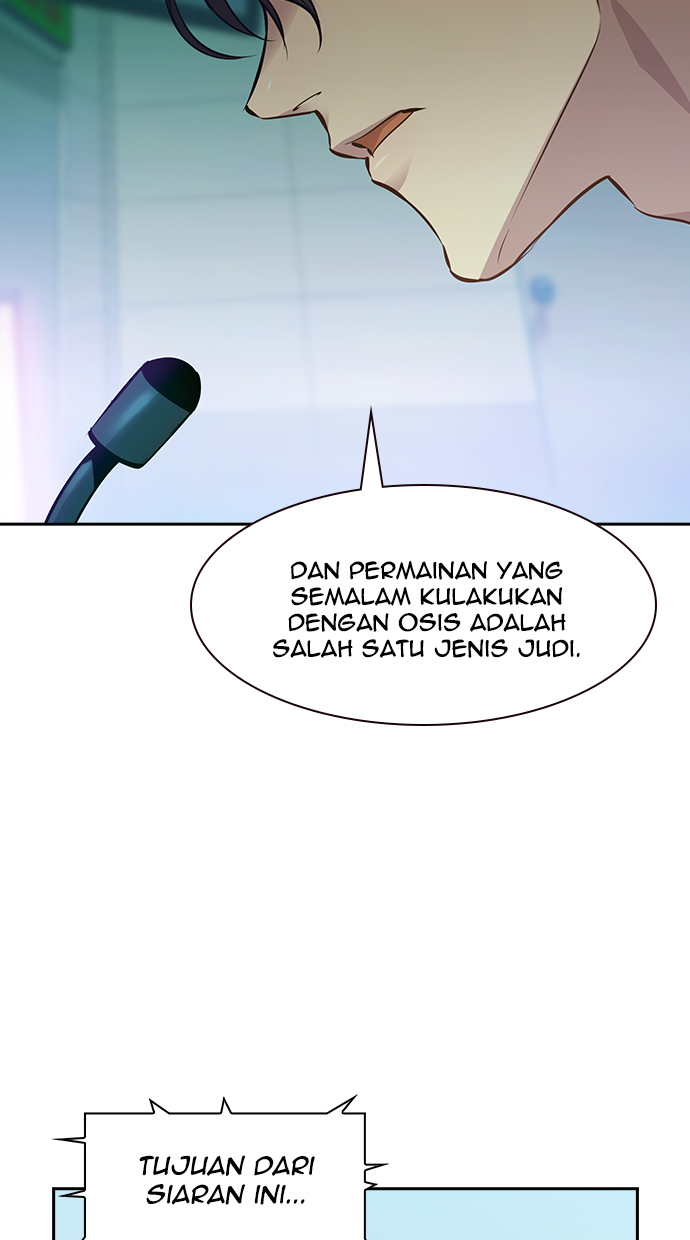 DAN PERMAINAN YANG
SEMALAM KULAKUKAN
DENGAN OSIS ADALAH
SALAH SATU JENIS JUDI.
TUJUAN DARI
SIARAN INI...